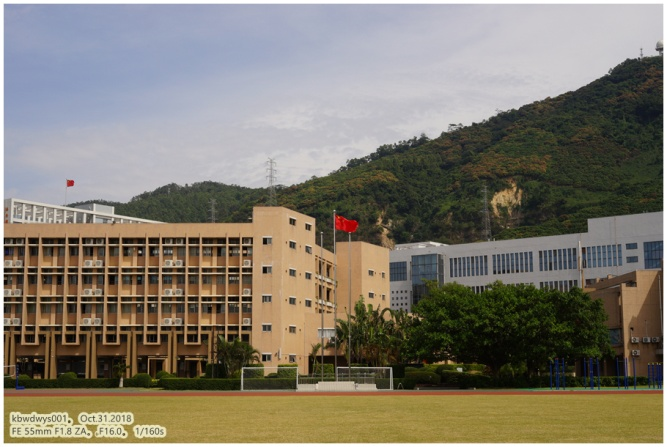 kbwdwys001， Oct.31.2018
FE 55mm F1.8 ZA，.F16.0， 1/160s